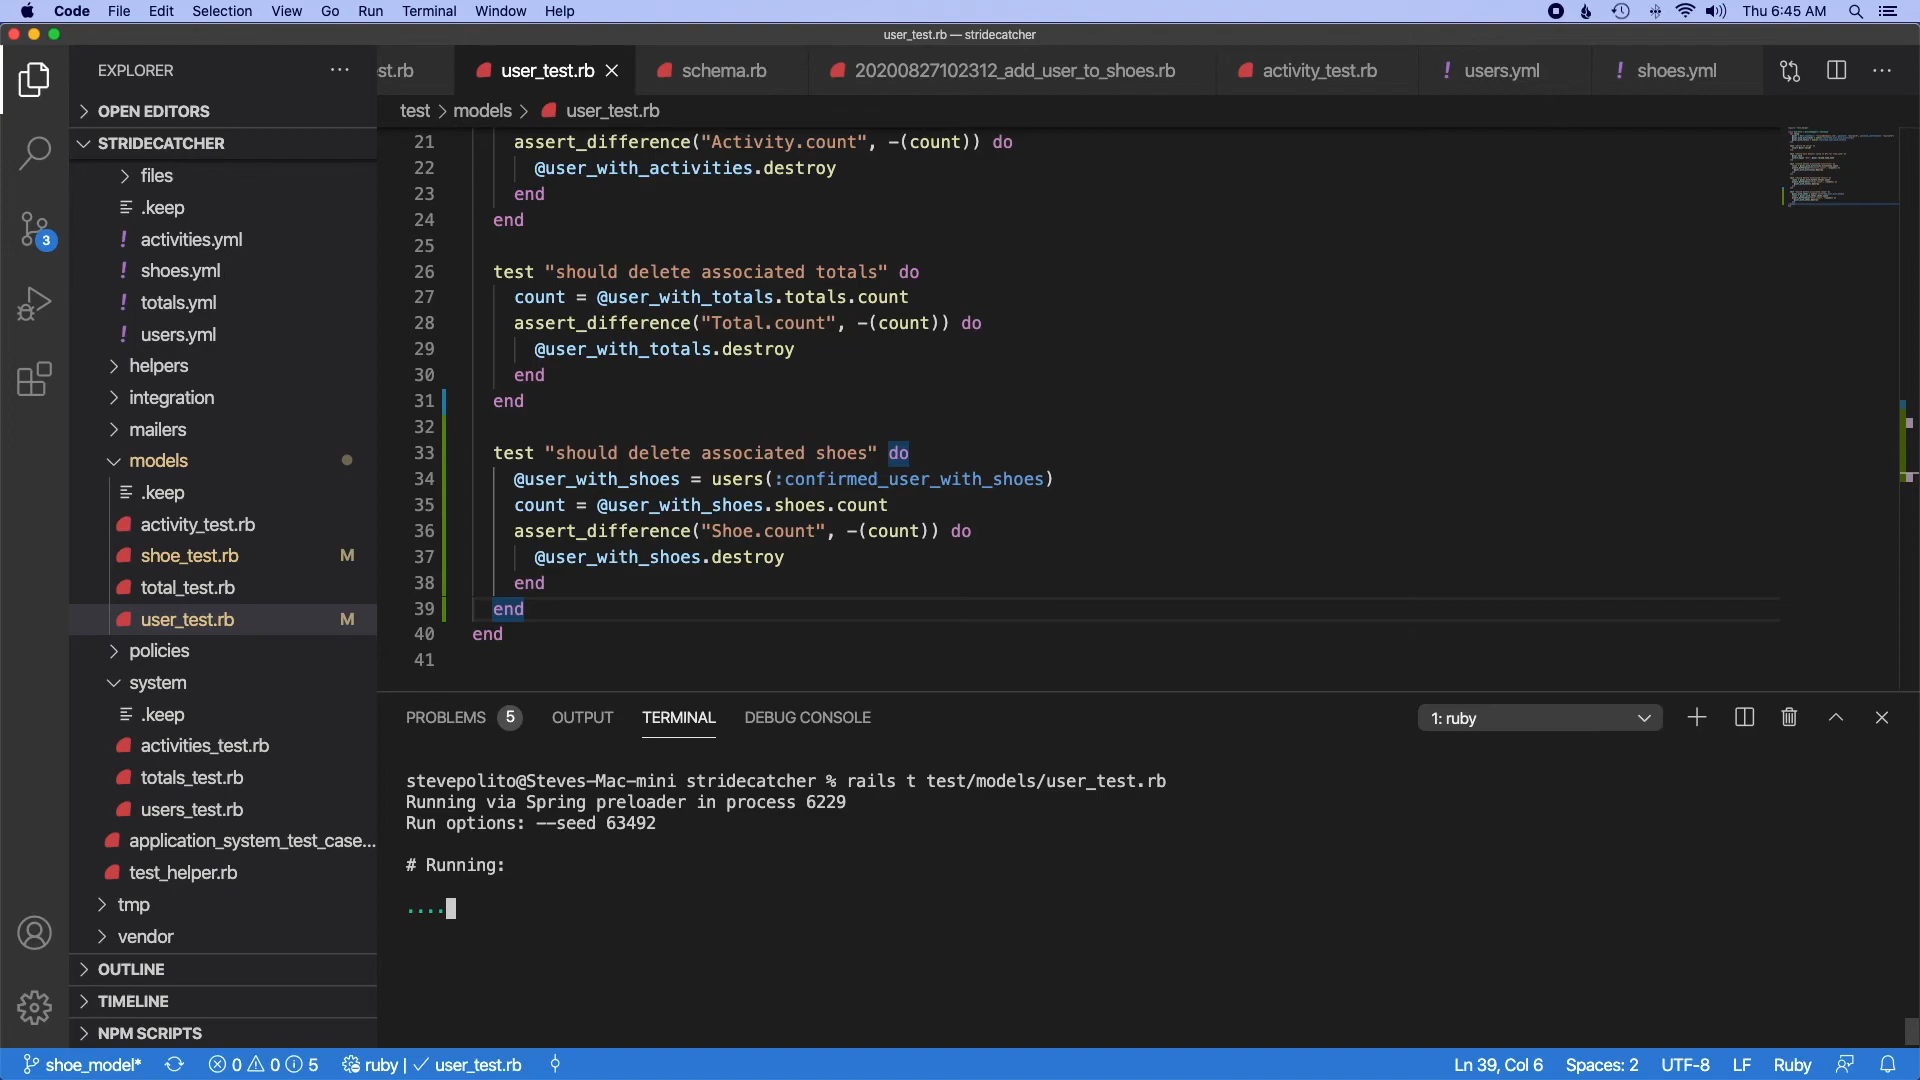 Code File Edit Selection View Go Run Terminal Window Help
Thu 6:45 AM
user_test.rb — stridecatcher
EXPLORER
OPEN EDITORS
STRIDECATCHER
files
.keep
! activities.yml
! shoes.yml
! totals.yml
! users.yml
helpers
integration
mailers
models
.keep
activity_test.rb
shoe_test.rb M
total_test.rb
user_test.rb M
policies
system
.keep
activities_test.rb
totals_test.rb
users_test.rb
application_system_test_case...
test_helper.rb
tmp
vendor
OUTLINE
TIMELINE
NPM SCRIPTS
3
st.rb user_test.rb schema.rb 20200827102312_add_user_to_shoes.rb activity_test.rb ! users.yml ! shoes.yml
test > models > user_test.rb
21 assert_difference("Activity.count", -(count)) do
22 @user_with_activities.destroy
23 end
24 end
25
26 test "should delete associated totals" do
27 count = @user_with_totals.totals.count
28 assert_difference("Total.count", -(count)) do
29 @user_with_totals.destroy
30 end
31 end
32
33 test "should delete associated shoes" do
34 @user_with_shoes = users(:confirmed_user_with_shoes)
35 count = @user_with_shoes.shoes.count
36 assert_difference("Shoe.count", -(count)) do
37 @user_with_shoes.destroy
38 end
39 end
40 end
41
PROBLEMS 5 OUTPUT TERMINAL DEBUG CONSOLE 1: ruby
stevepolito@Steves-Mac-mini stridecatcher % rails t test/models/user_test.rb
Running via Spring preloader in process 6229
Run options: --seed 63492
# Running:
....
shoe_model* 0 0 5 ruby | ✓ user_test.rb Ln 39, Col 6 Spaces: 2 UTF-8 LF Ruby